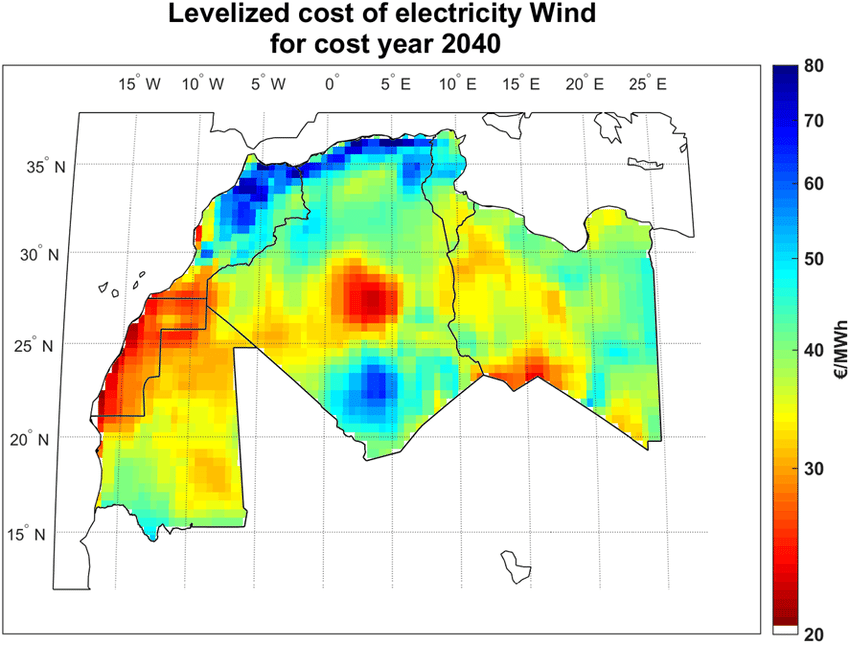 Levelized cost of electricity Wind
for cost year 2040
15° W 10° W 5° W 0° 5° E 10° E 15° E 20° E 25° E
35° N
30° N
25° N
20° N
15° N
80
70
60
50
40
30
20
€/MWh